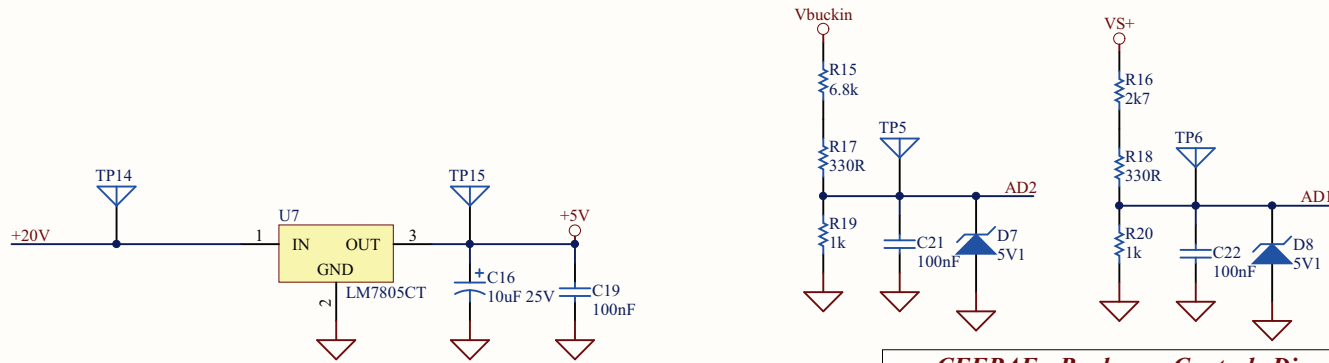 Vbuckin
VS+
R15
6.8k
R16
2k7
TP5
TP6
R17
330R
R18
330R
AD2
AD1
R19
1k
C21
100nF
D7
5V1
R20
1k
C22
100nF
D8
5V1
TP14
TP15
+20V
U7
+5V
1
IN
OUT
3
GND
LM7805CT
2
C16
10uF 25V
C19
100nF